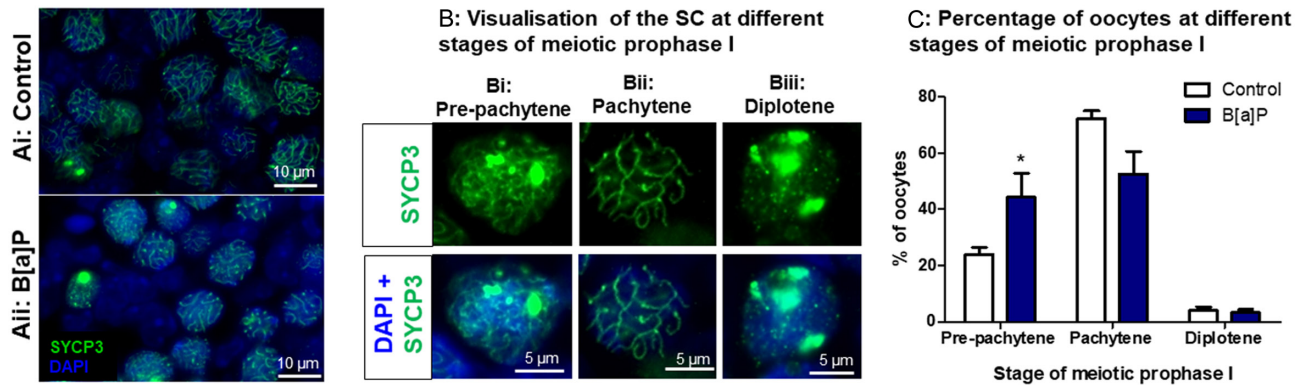 Ai: Control
10 µm
Aii: B[a]P
SYCP3
DAPI
10 µm
B: Visualisation of the SC at different
stages of meiotic prophase I
Bi:
Pre-pachytene
Bii:
Pachytene
Biii:
Diplotene
SYCP3
DAPI +
SYCP3
5 µm
5 µm
5 µm
C: Percentage of oocytes at different
stages of meiotic prophase I
Control
B[a]P
% of oocytes
80
60
40
20
0
*
Pre-pachytene
Pachytene
Diplotene
Stage of meiotic prophase I